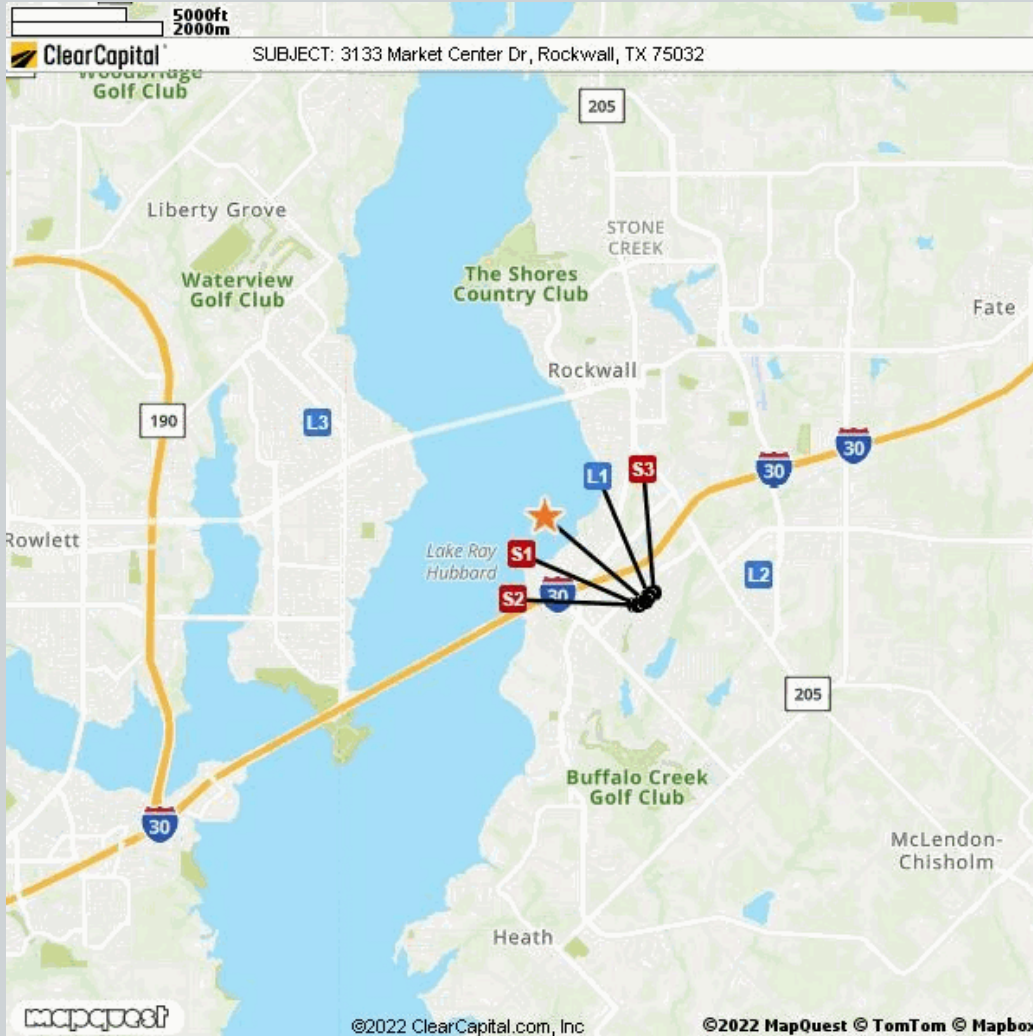 5000ft
2000m
ClearCapital
SUBJECT: 3133 Market Center Dr, Rockwall, TX 75032
Woodbridge
Golf Club
205
Liberty Grove
STONE
CREEK
Waterview
Golf Club
The Shores
Country Club
Fate
Rockwall
190
L3
30
30
L1
S3
Rowlett
Lake Ray
Hubbard
S1
L2
S2
30
205
Buffalo Creek
Golf Club
30
McLendon-
Chisholm
Heath
mapquest
©2022 ClearCapital.com, Inc
©2022 MapQuest © TomTom © Mapbox